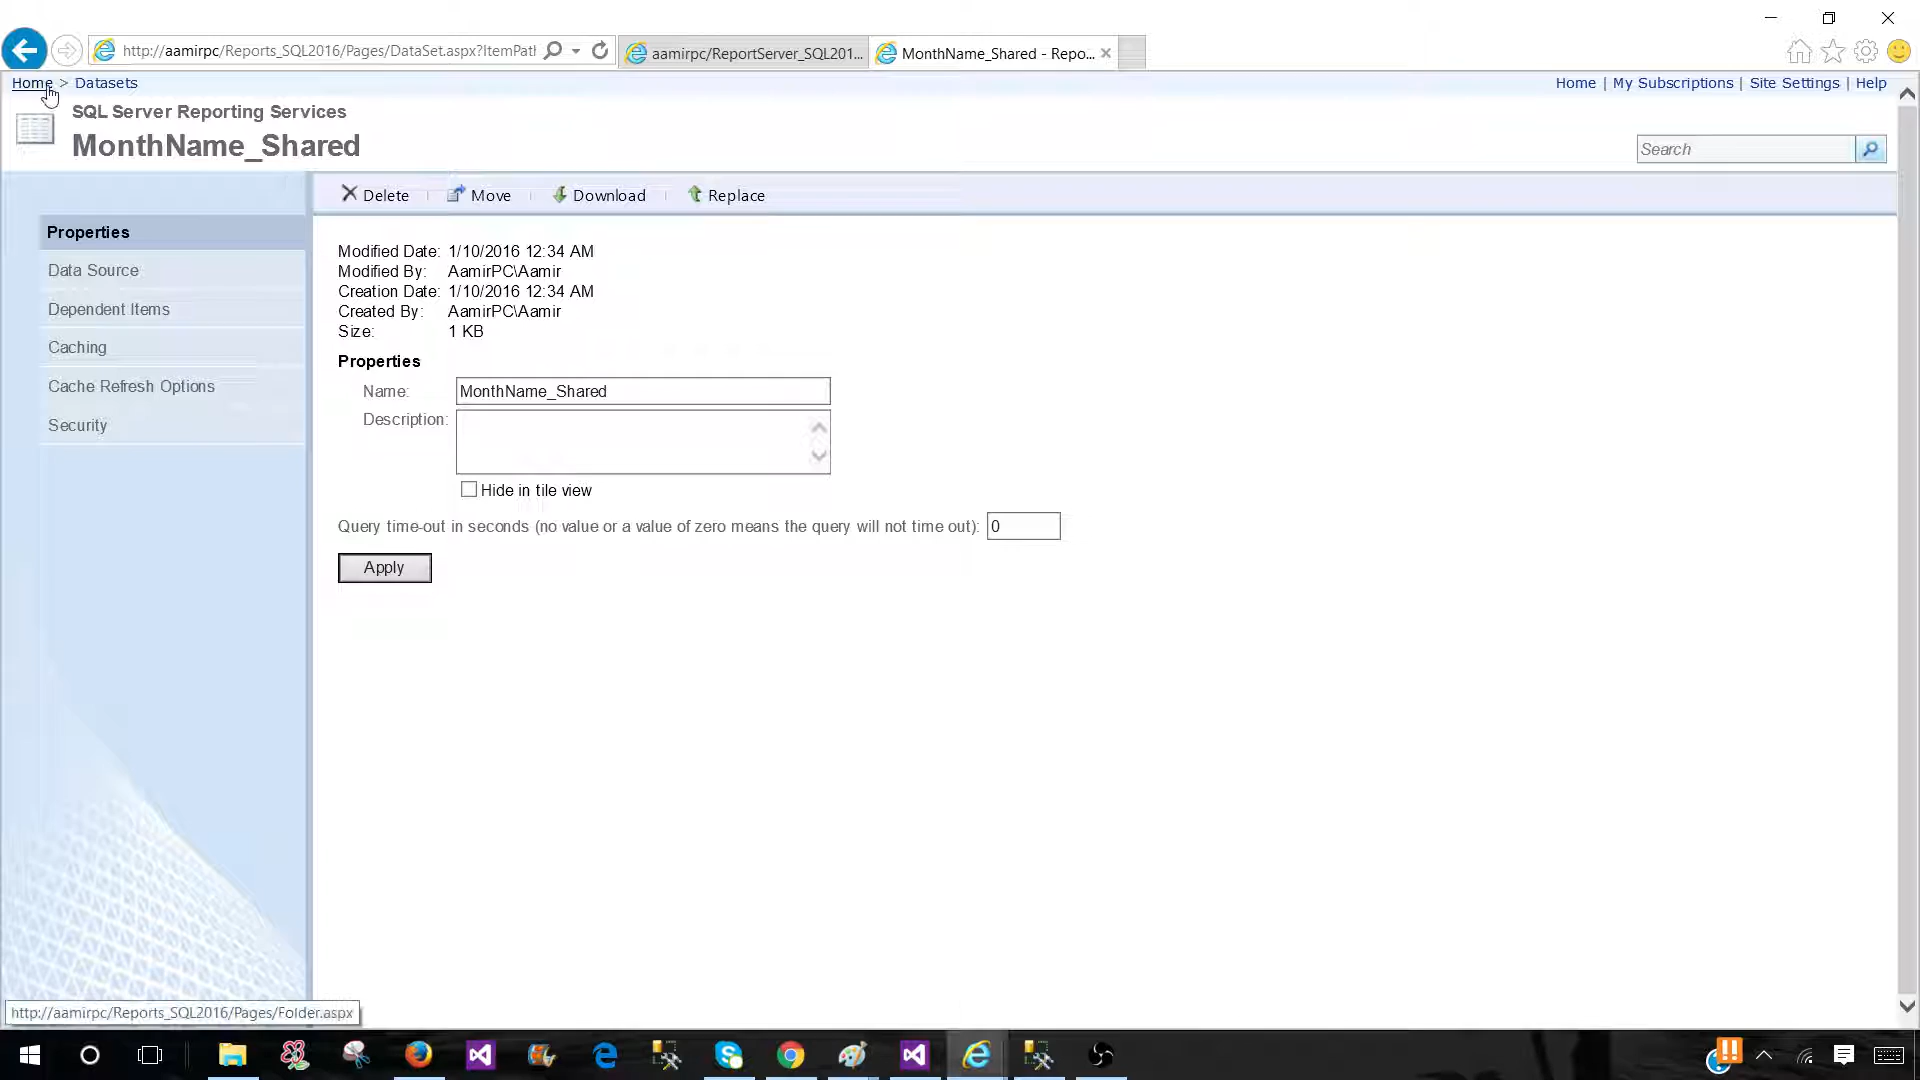 http://aamirpc/Reports_SQL2016/Pages/DataSet.aspx?ItemPatl
aamirpc/ReportServer_SQL201...
MonthName_Shared - Repo...
Home > Datasets
Home | My Subscriptions | Site Settings | Help
SQL Server Reporting Services
MonthName_Shared
Search
Delete
Move
Download
Replace
Properties
Data Source
Dependent Items
Caching
Cache Refresh Options
Security
Modified Date: 1/10/2016 12:34 AM
Modified By: AamirPC\Aamir
Creation Date: 1/10/2016 12:34 AM
Created By: AamirPC\Aamir
Size: 1 KB
Properties
Name: MonthName_Shared
Description:
Hide in tile view
Query time-out in seconds (no value or a value of zero means the query will not time out): 0
Apply
http://aamirpc/Reports_SQL2016/Pages/Folder.aspx